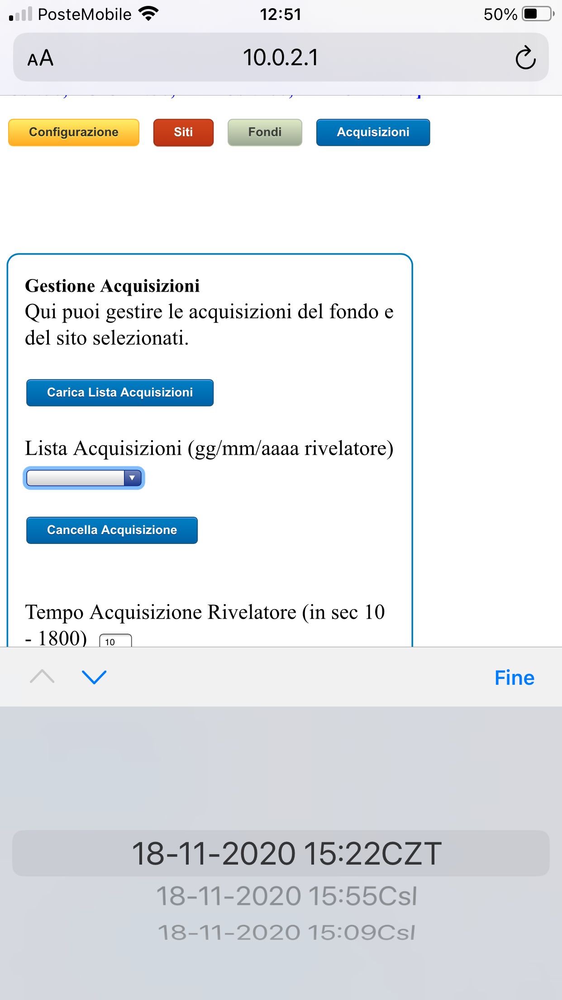 PosteMobile 12:51 50%
AA 10.0.2.1
Configurazione Siti Fondi Acquisizioni
Gestione Acquisizioni
Qui puoi gestire le acquisizioni del fondo e
del sito selezionati.
Carica Lista Acquisizioni
Lista Acquisizioni (gg/mm/aaaa rivelatore)
Cancella Acquisizione
Tempo Acquisizione Rivelatore (in sec 10
- 1800) 10
Fine
18-11-2020 15:22CZT
18-11-2020 15:55CsI
18-11-2020 15:09CsI